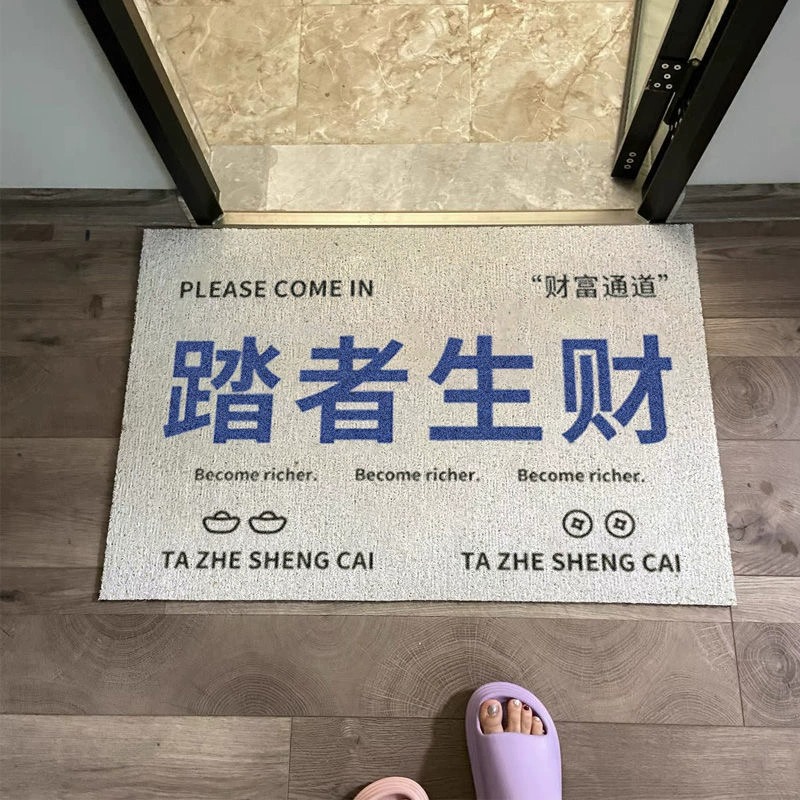 PLEASE COME IN
“财富通道”
踏者生财
Become richer. Become richer. Become richer.
TA ZHE SHENG CAI TA ZHE SHENG CAI